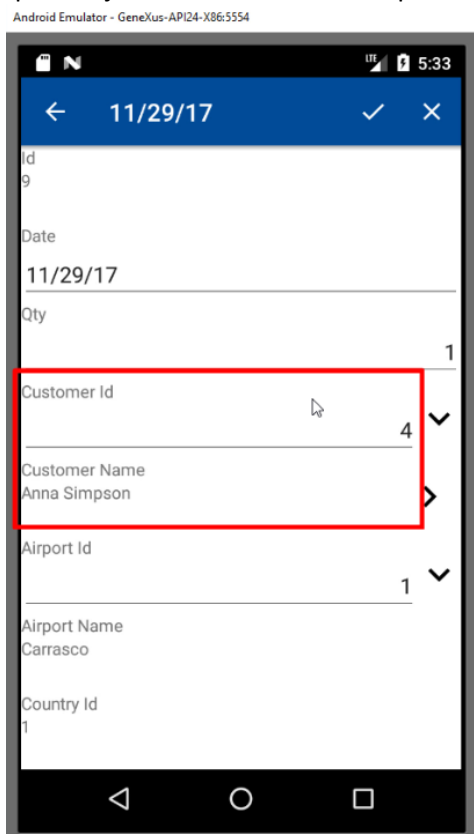 Android Emulator - GeneXus-API24-X86:5554
LTE 5:33
11/29/17
Id
9
Date
11/29/17
Qty
1
Customer Id
4
Customer Name
Anna Simpson
Airport Id
1
Airport Name
Carrasco
Country Id
1